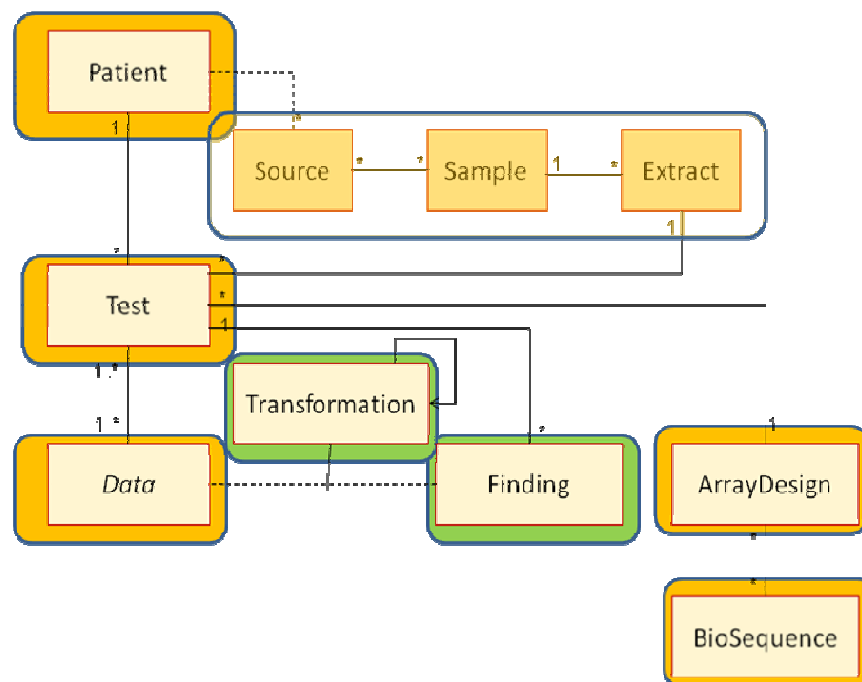 Patient
1
*
Source
*
*
Sample
1
*
Extract
1
*
*
Test
*
1
1..*
Transformation
1..*
*
1
Data
Finding
ArrayDesign
*
*
BioSequence